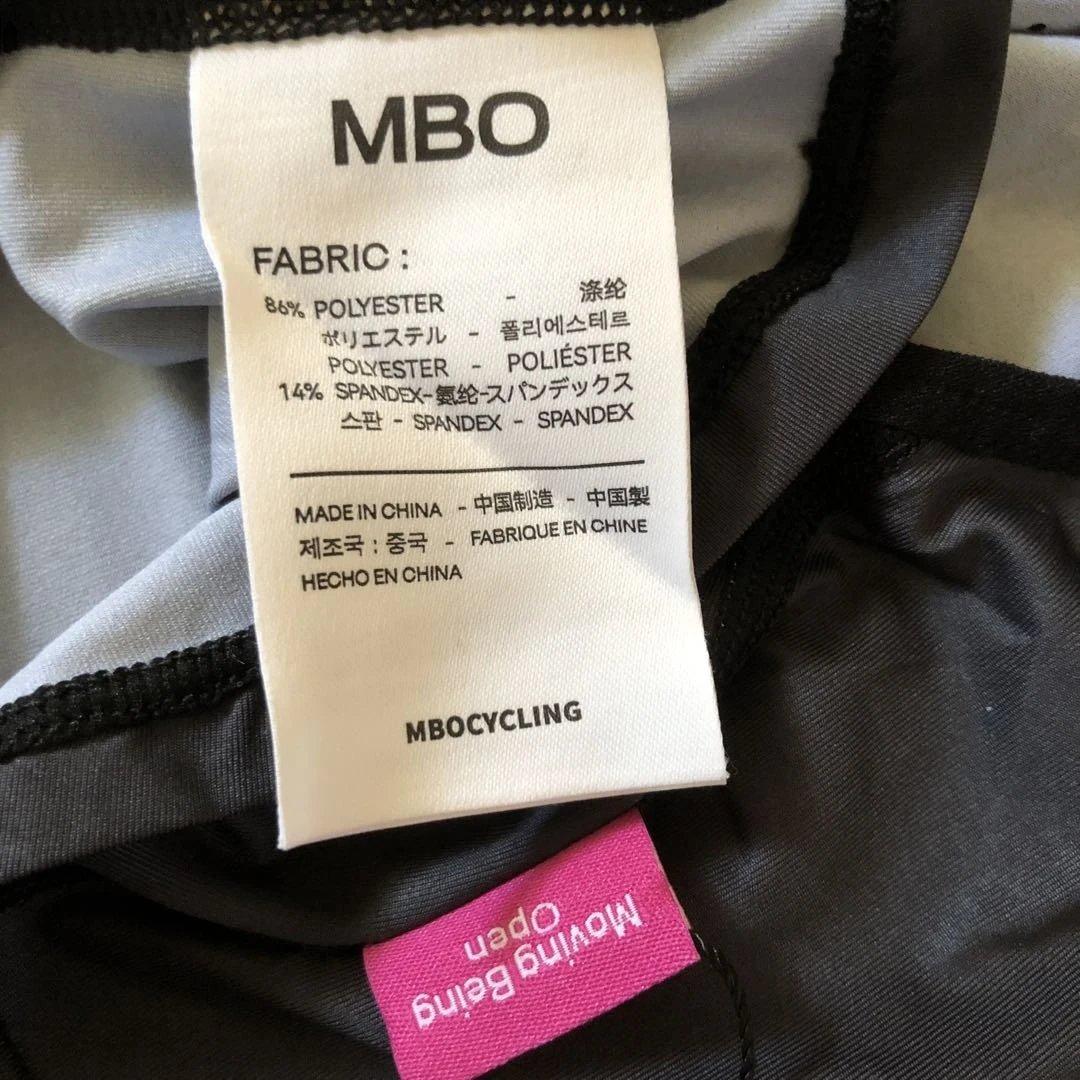 MBO
FABRIC :
86% POLYESTER - 涤纶
ポリエステル - 폴리에스테르
POLYESTER - POLIÉSTER
14% SPANDEX-氨纶-スパンデックス
스판 - SPANDEX - SPANDEX
MADE IN CHINA - 中国制造 - 中国製
제조국 : 중국 - FABRIQUE EN CHINE
HECHO EN CHINA
MBOCYCLING
Moving Being
Open